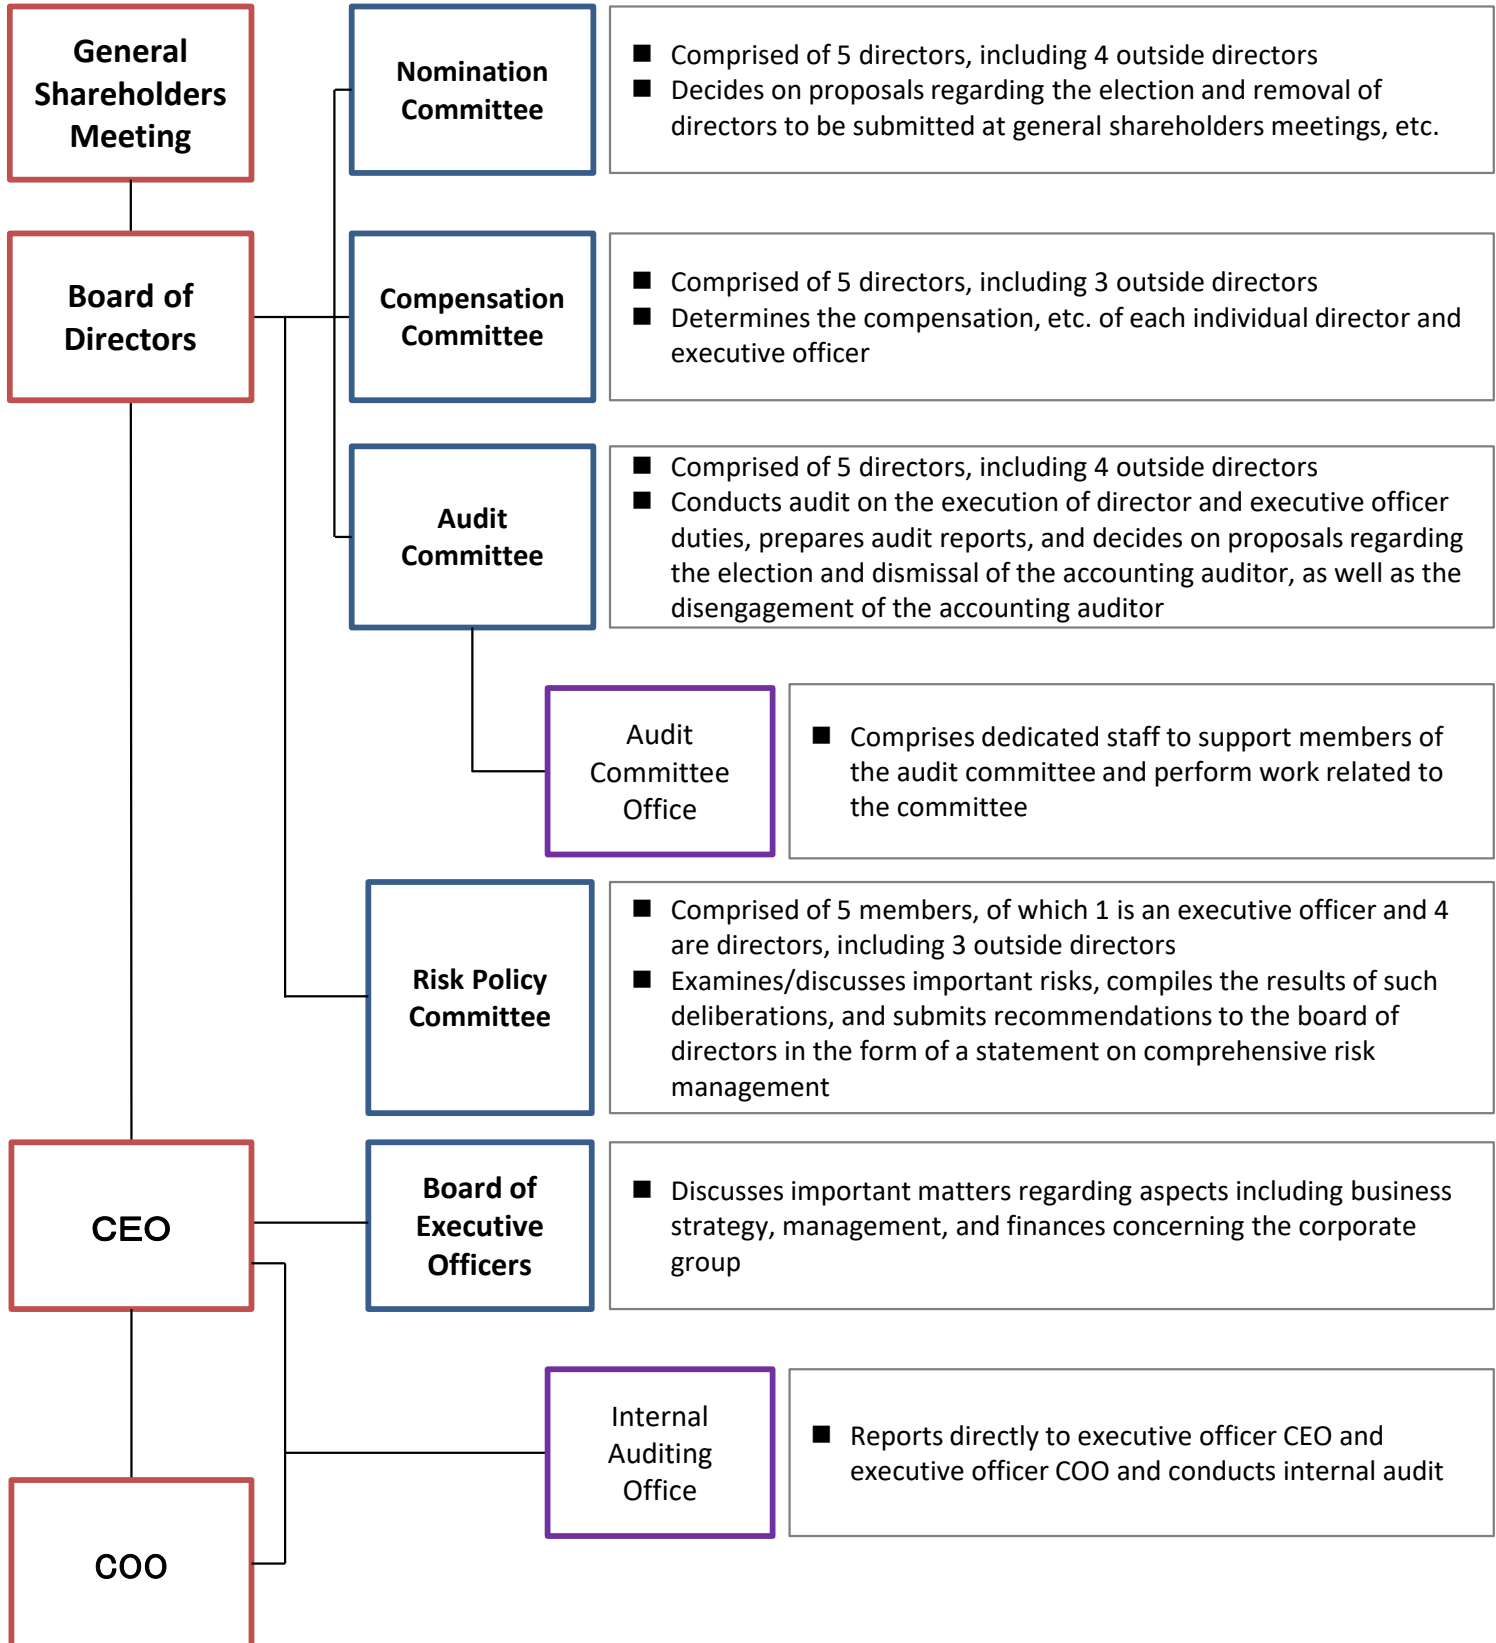 General
Shareholders
Meeting
Nomination
Committee
■ Comprised of 5 directors, including 4 outside directors
■ Decides on proposals regarding the election and removal of
directors to be submitted at general shareholders meetings, etc.
Board of
Directors
Compensation
Committee
■ Comprised of 5 directors, including 3 outside directors
■ Determines the compensation, etc. of each individual director and
executive officer
Audit
Committee
■ Comprised of 5 directors, including 4 outside directors
■ Conducts audit on the execution of director and executive officer
duties, prepares audit reports, and decides on proposals regarding
the election and dismissal of the accounting auditor, as well as the
disengagement of the accounting auditor
Audit
Committee
Office
■ Comprises dedicated staff to support members of
the audit committee and perform work related to
the committee
Risk Policy
Committee
■ Comprised of 5 members, of which 1 is an executive officer and 4
are directors, including 3 outside directors
■ Examines/discusses important risks, compiles the results of such
deliberations, and submits recommendations to the board of
directors in the form of a statement on comprehensive risk
management
CEO
Board of
Executive
Officers
■ Discusses important matters regarding aspects including business
strategy, management, and finances concerning the corporate
group
Internal
Auditing
Office
■ Reports directly to executive officer CEO and
executive officer COO and conducts internal audit
COO